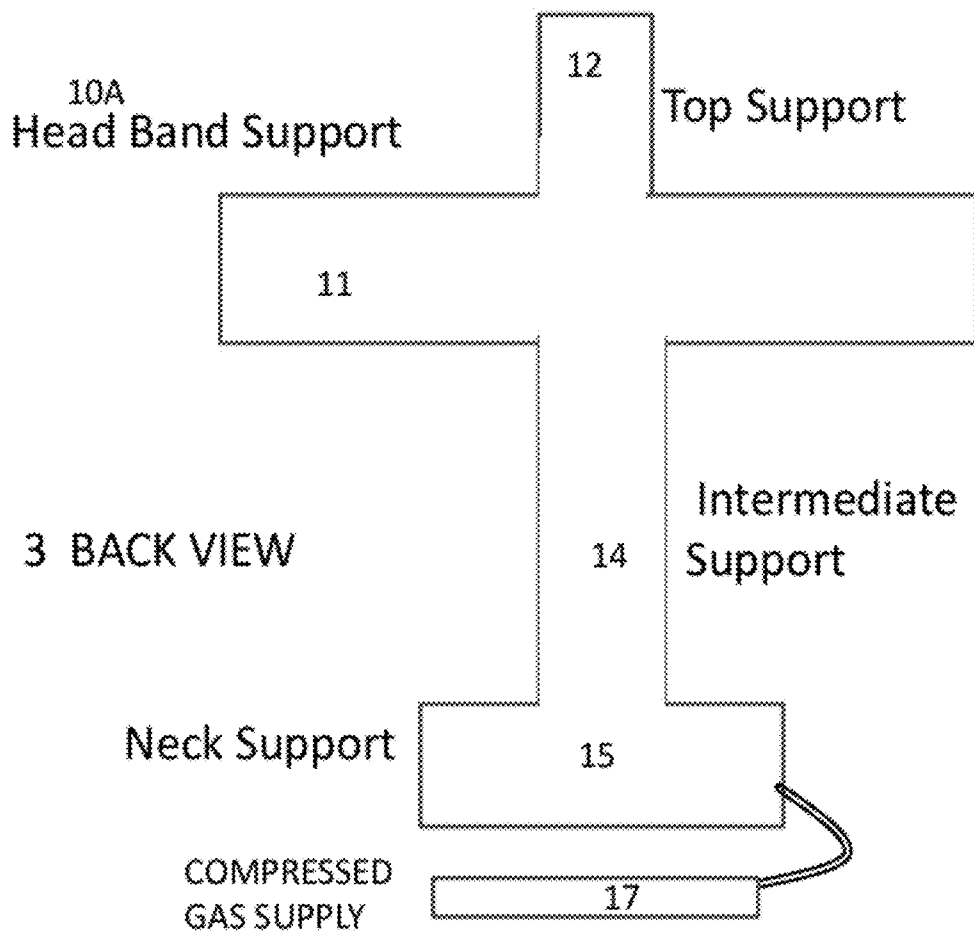 12
10A
Top Support
Head Band Support
11
Intermediate
Support
3 BACK VIEW
14
Neck Support
15
COMPRESSED
GAS SUPPLY
17